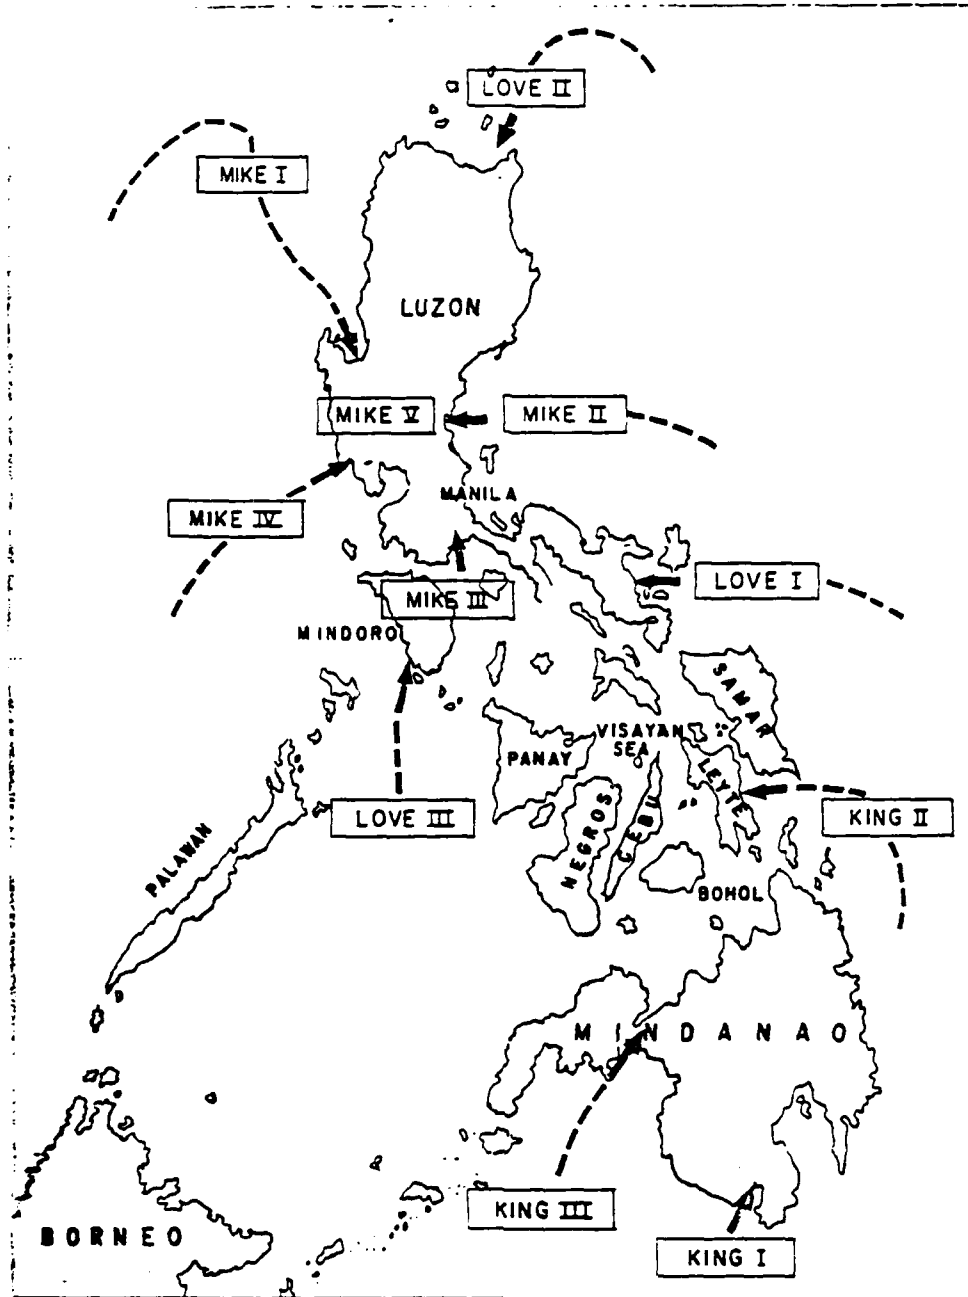 LOVE II
MIKE I
LUZON
MIKE V
MIKE II
MANILA
MIKE IV
LOVE I
MIKE III
MINDORO
SAMAR
VISAYAN
SEA
PANAY
LEYTE
LOVE III
KING II
CEBU
NEGROS
PALAWAN
BOHOL
MINDANAO
KING III
BORNEO
KING I